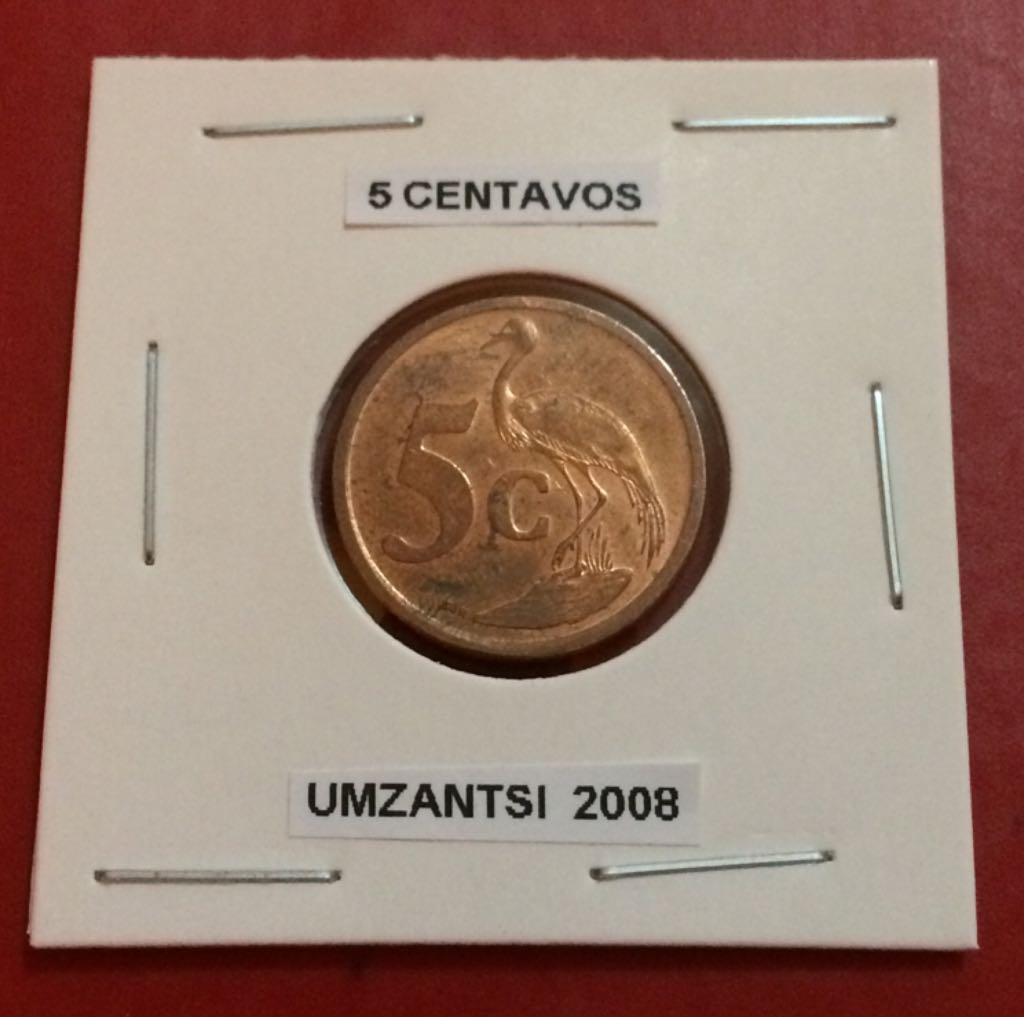 5 CENTAVOS
5c
UMZANTSI 2008